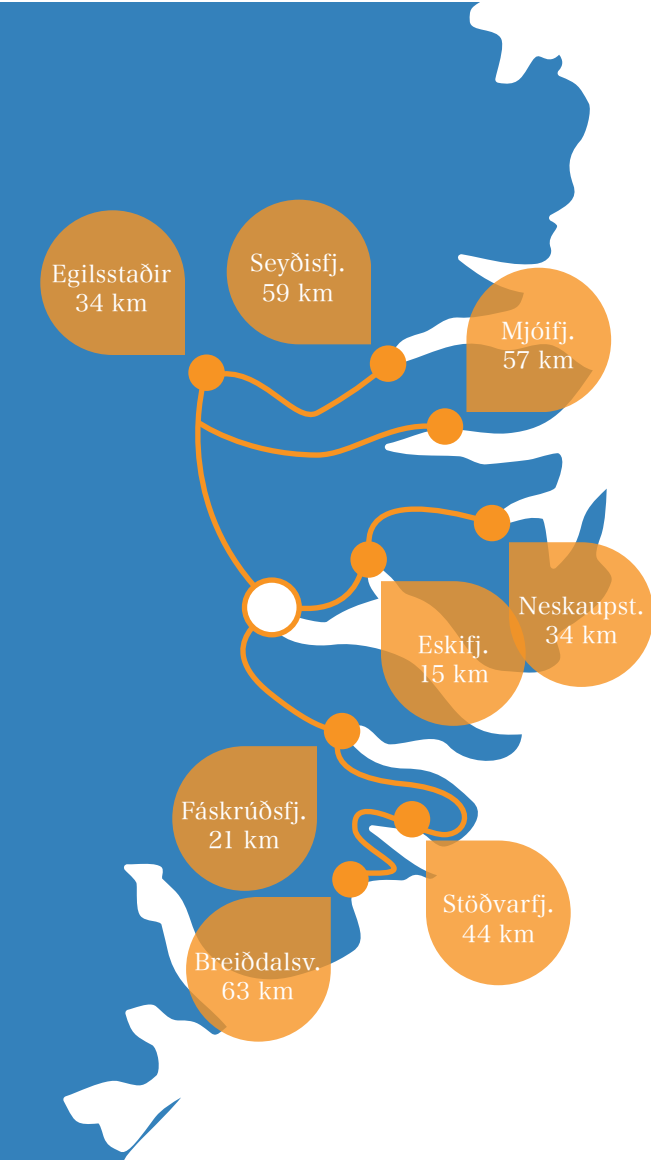 Egilsstaðir
34 km
Seyðisfj.
59 km
Mjóifj.
57 km
Neskaupst.
34 km
Eskifj.
15 km
Fáskrúðsfj.
21 km
Stöðvarfj.
44 km
Breiðdalsv.
63 km